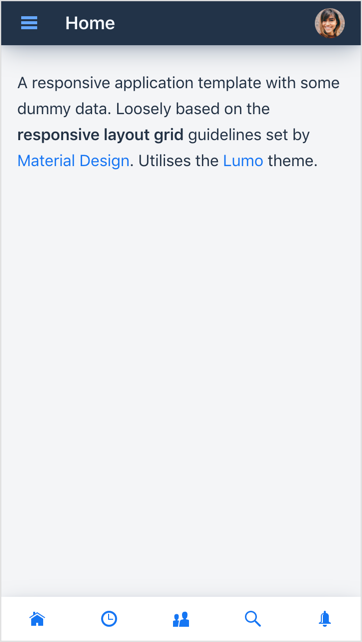 Home
A responsive application template with some
dummy data. Loosely based on the
responsive layout grid guidelines set by
Material Design. Utilises the Lumo theme.